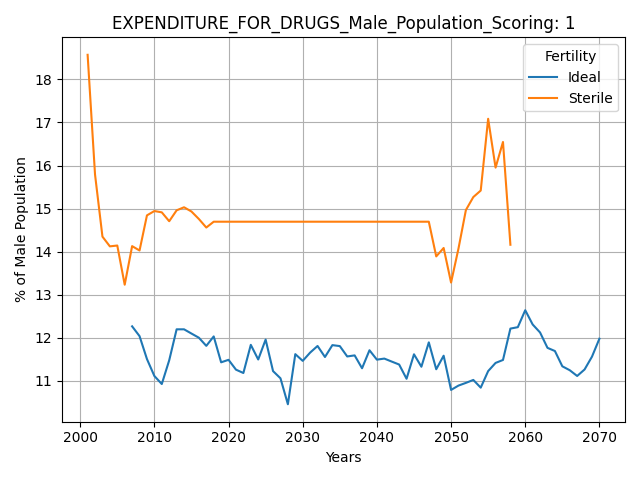 EXPENDITURE_FOR_DRUGS_Male_Population_Scoring: 1
Fertility
Ideal
Sterile
% of Male Population
18
17
16
15
14
13
12
11
2000 2010 2020 2030 2040 2050 2060 2070
Years